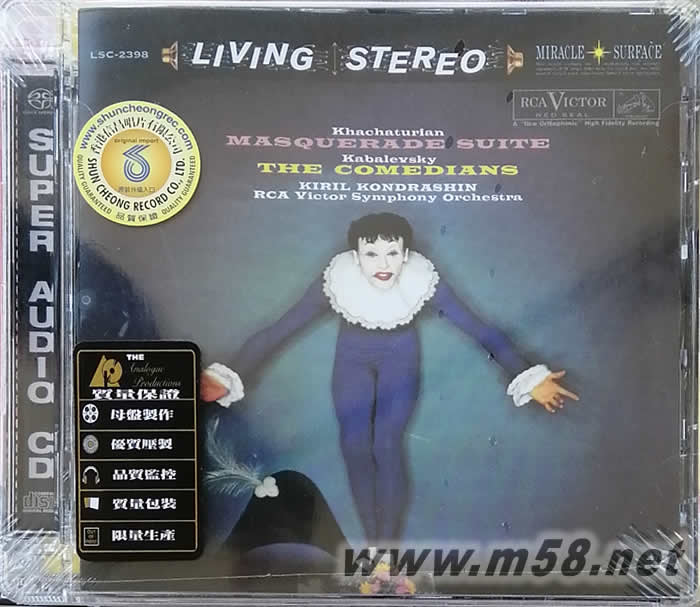 LSC-2398
LIVING STEREO
MIRACLE SURFACE
RCA VICTOR
RED SEAL
A "New Orthophonic" High Fidelity Recording
Khachaturian
MASQUERADE SUITE
Kabalevsky
THE COMEDIANS
KIRIL KONDRASHIN
RCA Victor Symphony Orchestra
www.shuncheongrec.com
original import
S
原裝正版入口
品質保證
QUALITY GUARANTEED
QUALITY GUARANTEED
SHUN CHEONG RECORD CO., LTD.
SUPER AUDIO CD
THE
Analogue
Productions
質量保證
母盤製作
優質壓製
品質監控
質量包裝
限量生產
www.m58.net